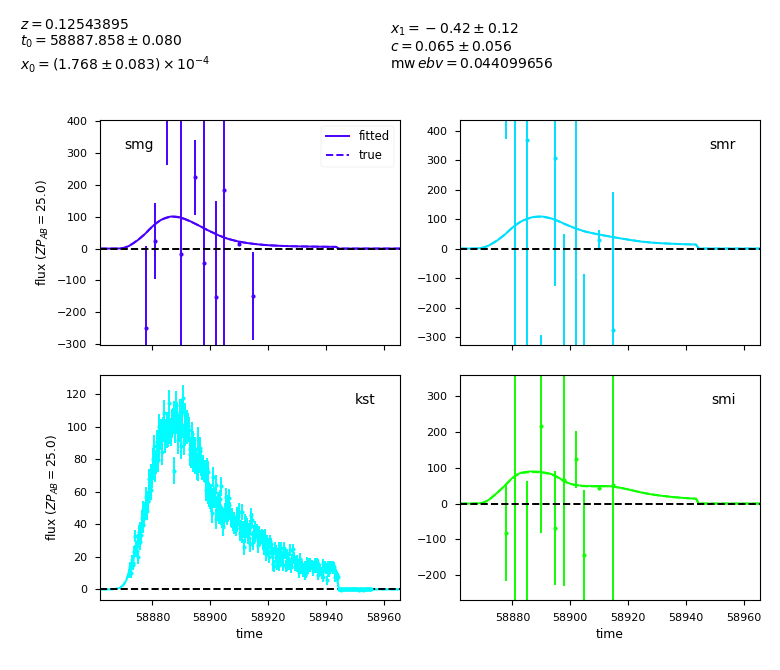 z = 0.12543895
t₀ = 58887.858 ± 0.080
x₀ = (1.768 ± 0.083) × 10⁻⁴
x₁ = −0.42 ± 0.12
c = 0.065 ± 0.056
mw ebv = 0.044099656
smg
fitted
true
400
300
200
100
0
−100
−200
−300
flux (ZP_AB = 25.0)
smr
400
300
200
100
0
−100
−200
−300
kst
120
100
80
60
40
20
0
flux (ZP_AB = 25.0)
58880 58900 58920 58940 58960
time
smi
300
200
100
0
−100
−200
58880 58900 58920 58940 58960
time